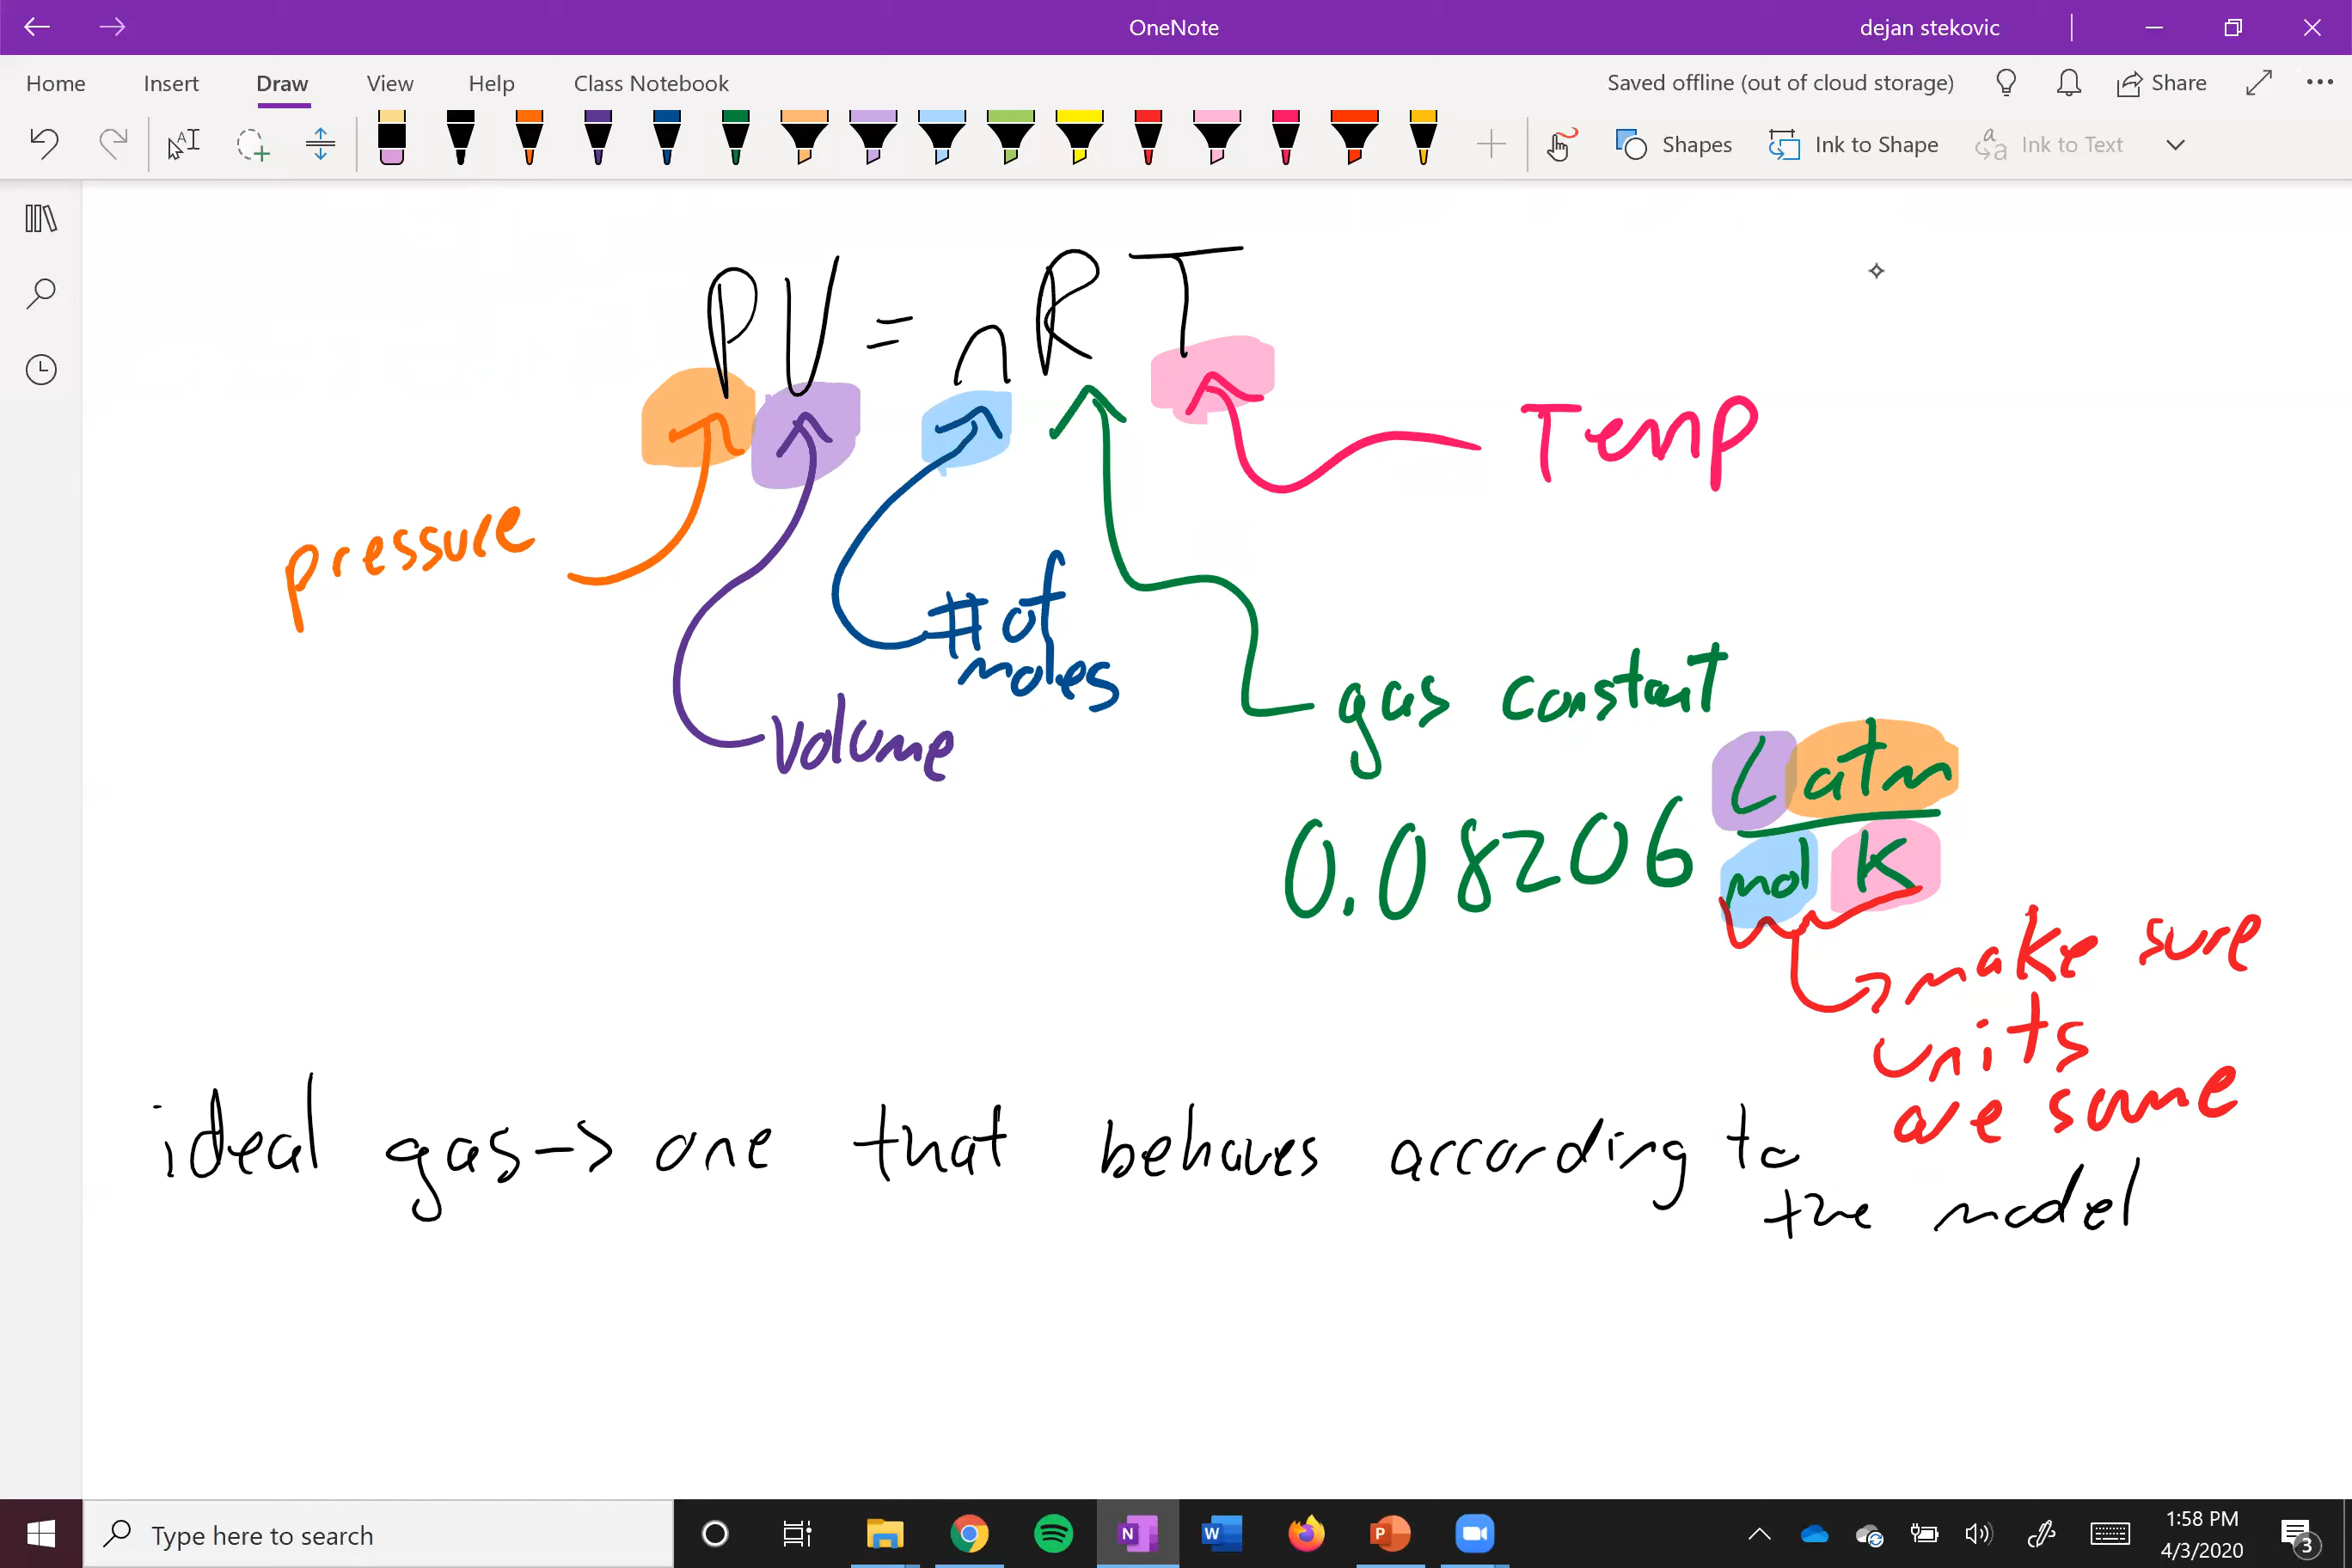 OneNote
dejan stekovic
Home Insert Draw View Help Class Notebook
Saved offline (out of cloud storage) Share
Shapes Ink to Shape Ink to Text
PV = nRT
Temp
pressure
# of
moles
volume
gas constant
0.08206 L atm
mol K
make sure
units
are same
ideal gas -> one that behaves according to
the model
Type here to search
1:58 PM
4/3/2020
3